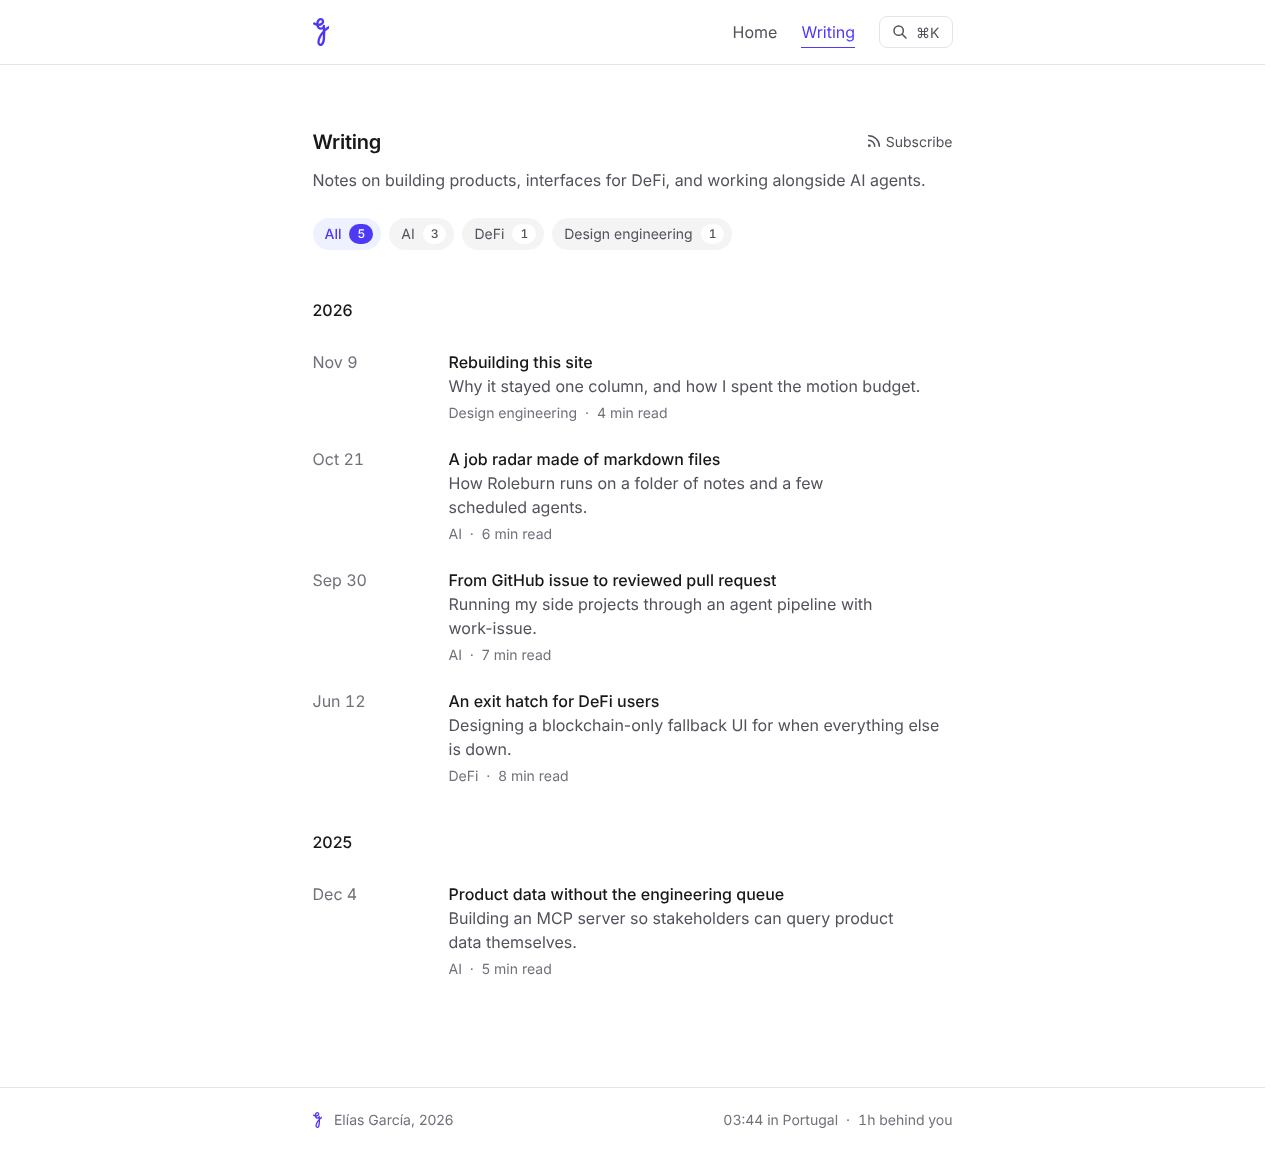 Home Writing ⌘K
Writing
Subscribe
Notes on building products, interfaces for DeFi, and working alongside AI agents.
All 5 AI 3 DeFi 1 Design engineering 1
2026
Nov 9
Rebuilding this site
Why it stayed one column, and how I spent the motion budget.
Design engineering · 4 min read
Oct 21
A job radar made of markdown files
How Roleburn runs on a folder of notes and a few
scheduled agents.
AI · 6 min read
Sep 30
From GitHub issue to reviewed pull request
Running my side projects through an agent pipeline with
work-issue.
AI · 7 min read
Jun 12
An exit hatch for DeFi users
Designing a blockchain-only fallback UI for when everything else
is down.
DeFi · 8 min read
2025
Dec 4
Product data without the engineering queue
Building an MCP server so stakeholders can query product
data themselves.
AI · 5 min read
Elías García, 2026
03:44 in Portugal · 1h behind you